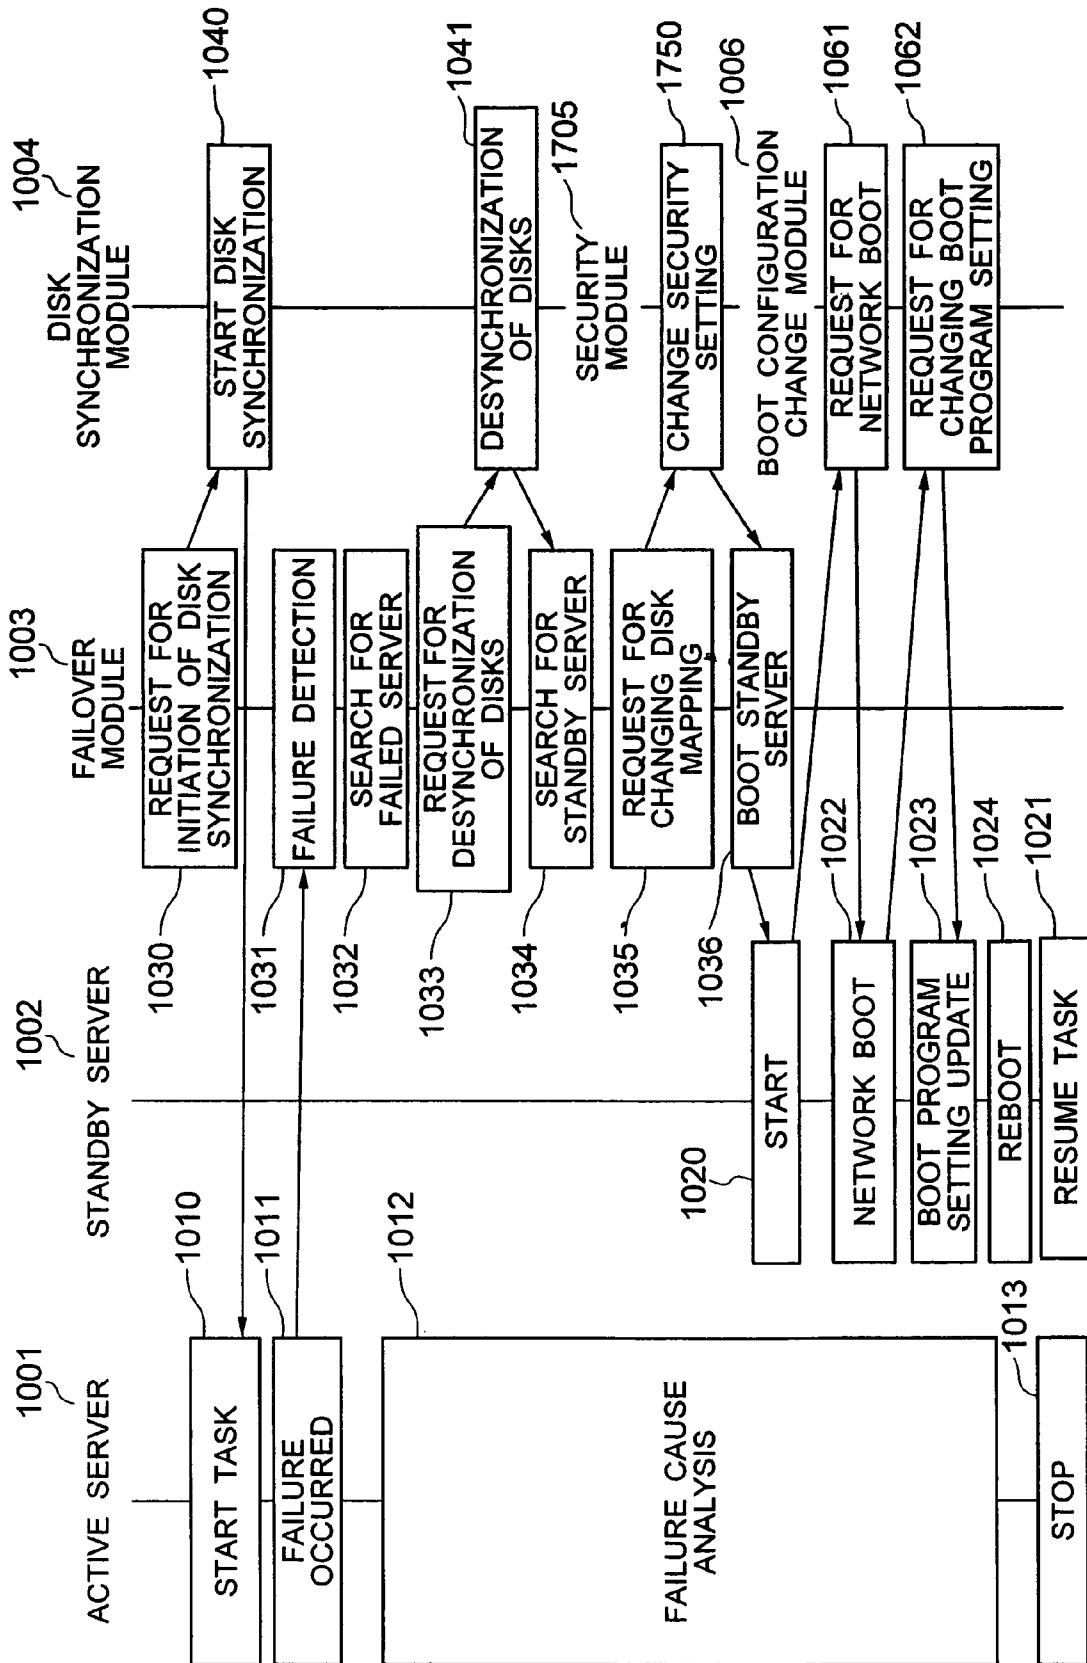 ACTIVE SERVER
1001
START TASK
1010
FAILURE
OCCURRED
1011
FAILURE CAUSE
ANALYSIS
1012
STOP
1013
STANDBY SERVER
1002
START
1020
NETWORK BOOT
1022
BOOT PROGRAM
SETTING UPDATE
1023
REBOOT
1024
RESUME TASK
1021
FAILOVER
MODULE
1003
REQUEST FOR
INITIATION OF DISK
SYNCHRONIZATION
1030
FAILURE DETECTION
1031
SEARCH FOR
FAILED SERVER
1032
REQUEST FOR
DESYNCHRONIZATION
OF DISKS
1033
SEARCH FOR
STANDBY SERVER
1034
REQUEST FOR
CHANGING DISK
MAPPING
1035
BOOT STANDBY
SERVER
1036
DISK
SYNCHRONIZATION
MODULE
1004
START DISK
SYNCHRONIZATION
1040
DESYNCHRONIZATION
OF DISKS
1041
SECURITY
MODULE
1705
CHANGE SECURITY
SETTING
1750
BOOT CONFIGURATION
CHANGE MODULE
1006
REQUEST FOR
NETWORK BOOT
1061
REQUEST FOR
CHANGING BOOT
PROGRAM SETTING
1062